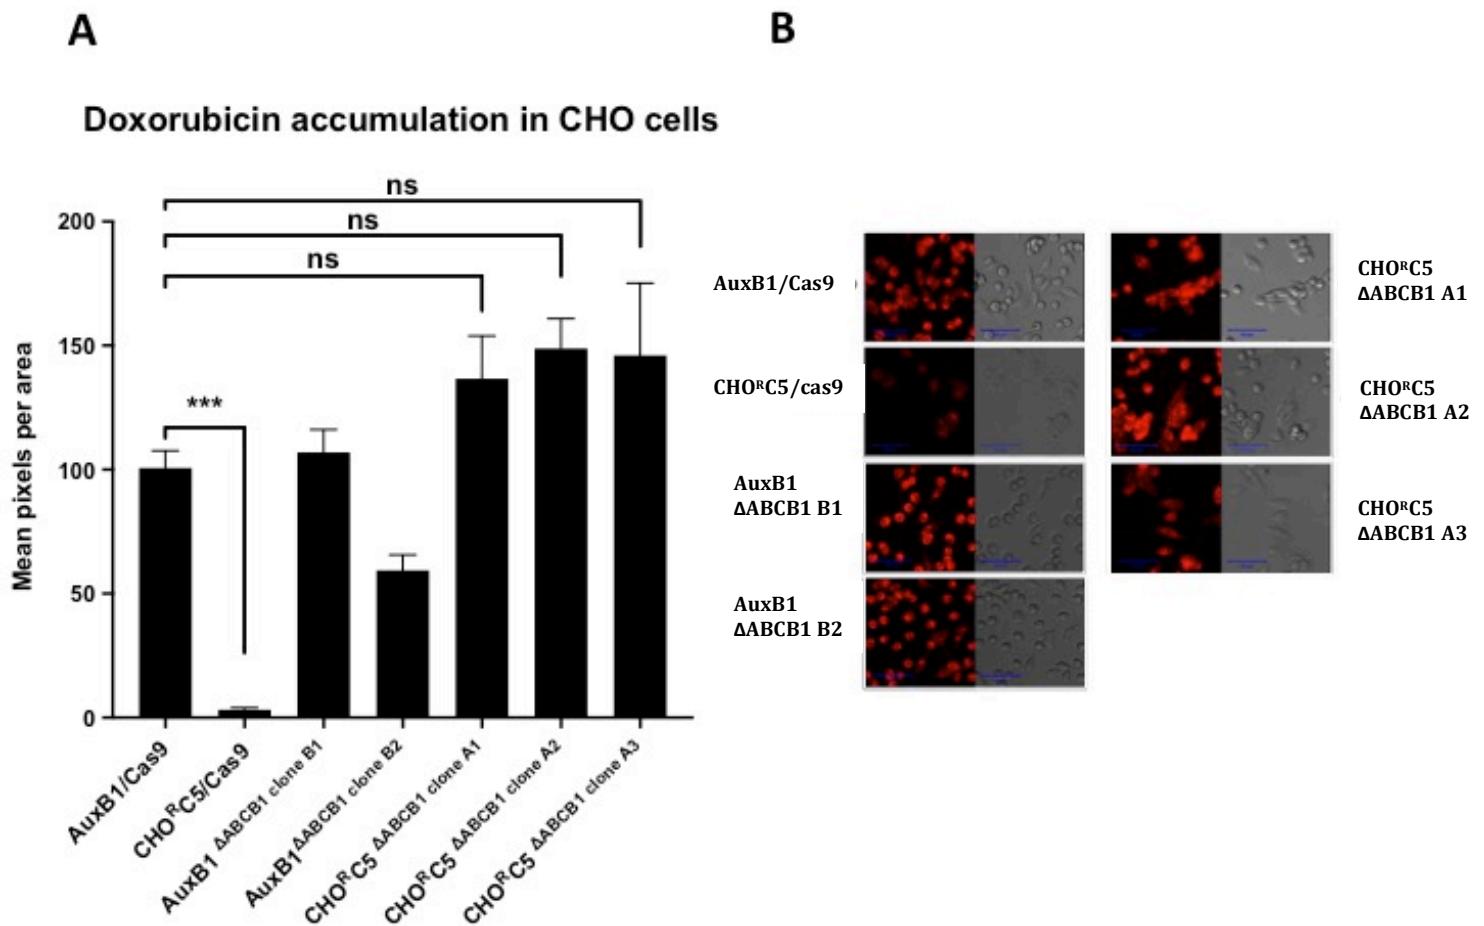 A
B
Doxorubicin accumulation in CHO cells
ns
ns
ns
***
Mean pixels per area
200
150
100
50
0
AuxB1/Cas9
CHOᴿC5/Cas9
AuxB1 ΔABCB1 clone B1
AuxB1ΔABCB1 clone B2
CHOᴿC5 ΔABCB1 clone A1
CHOᴿC5 ΔABCB1 clone A2
CHOᴿC5 ΔABCB1 clone A3
AuxB1/Cas9
CHOᴿC5/cas9
AuxB1
ΔABCB1 B1
AuxB1
ΔABCB1 B2
CHOᴿC5
ΔABCB1 A1
CHOᴿC5
ΔABCB1 A2
CHOᴿC5
ΔABCB1 A3